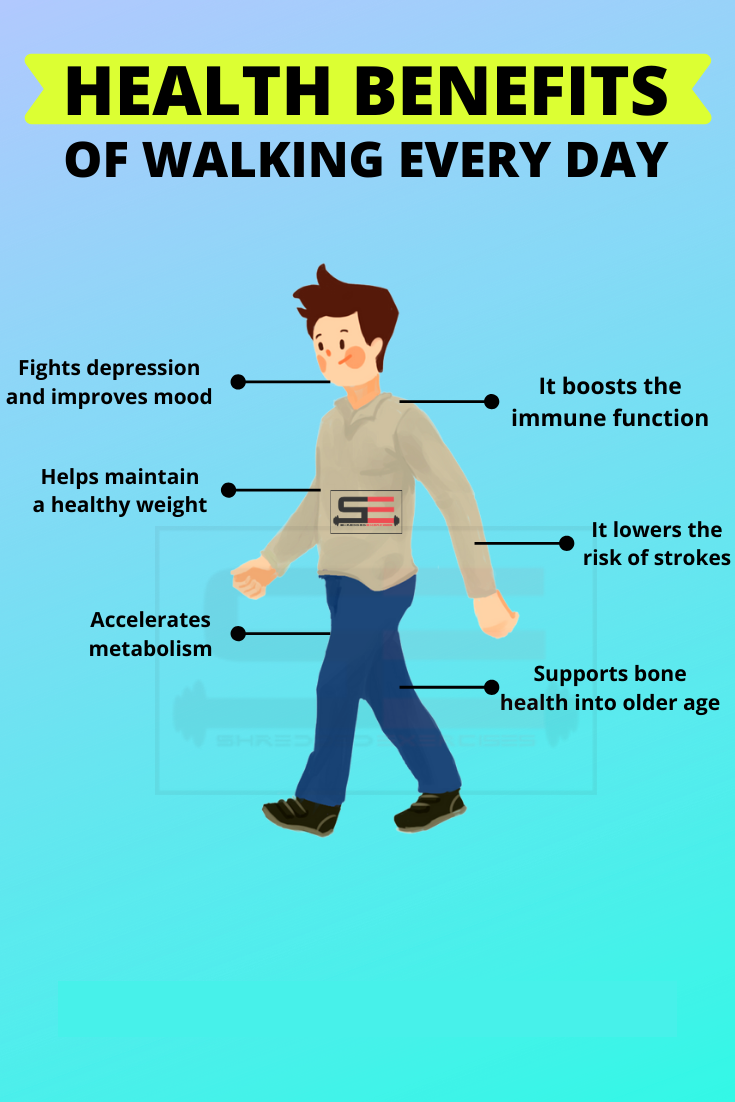 HEALTH BENEFITS
OF WALKING EVERY DAY
Fights depression
and improves mood
It boosts the
immune function
Helps maintain
a healthy weight
It lowers the
risk of strokes
Accelerates
metabolism
Supports bone
health into older age
SE